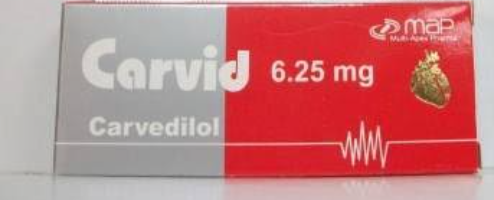 map
Multi-Apex Pharma
Carvid 6.25 mg
Carvedilol